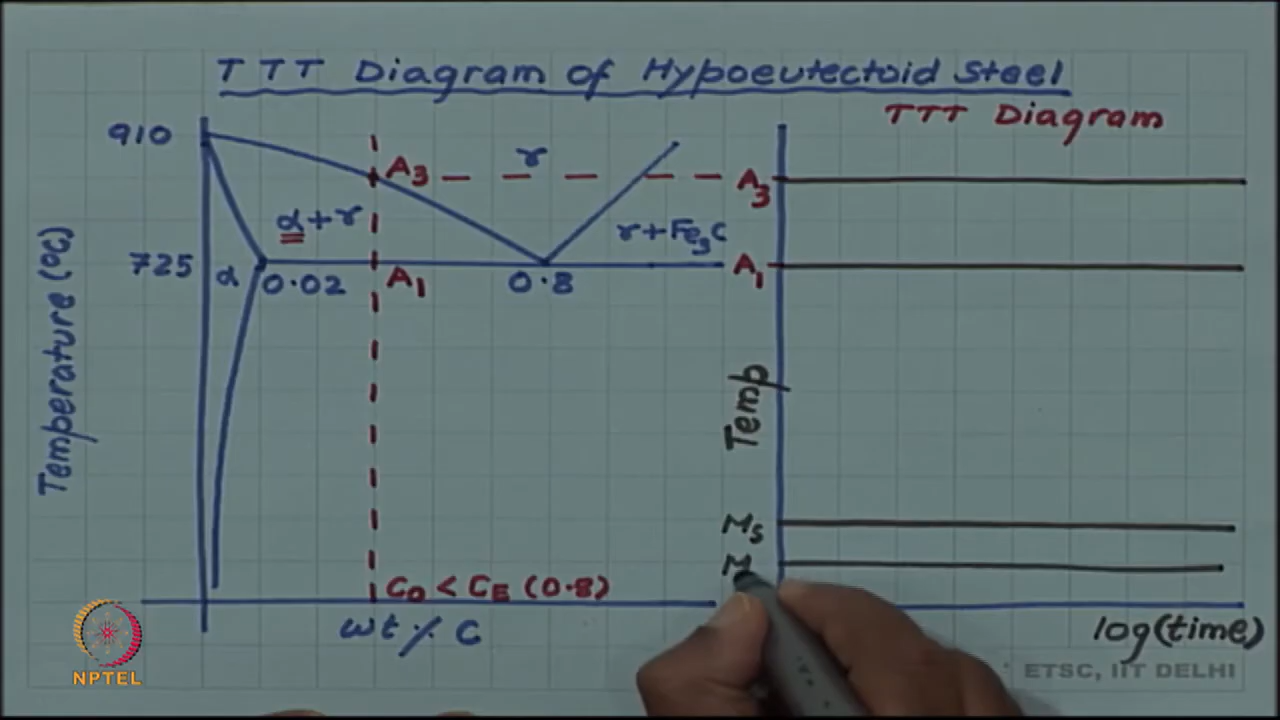 TTT Diagram of Hypoeutectoid Steel
TTT Diagram
910
A3
γ
A3
α+γ
γ+Fe3C
Temperature (°C)
725
α
0.02
A1
0.8
A1
Temp
Ms
M
C0 < CE (0.8)
wt % C
log(time)
NPTEL
ETSC, IIT DELHI